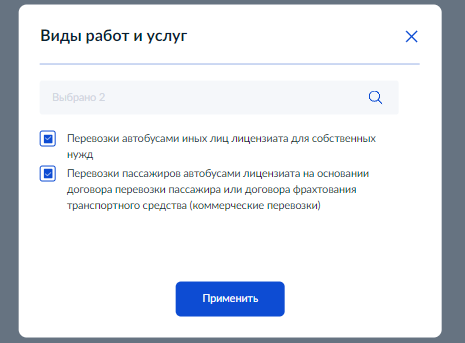 Виды работ и услуг
Выбрано 2
Перевозки автобусами иных лиц лицензиата для собственных
нужд
Перевозки пассажиров автобусами лицензиата на основании
договора перевозки пассажира или договора фрахтования
транспортного средства (коммерческие перевозки)
Применить